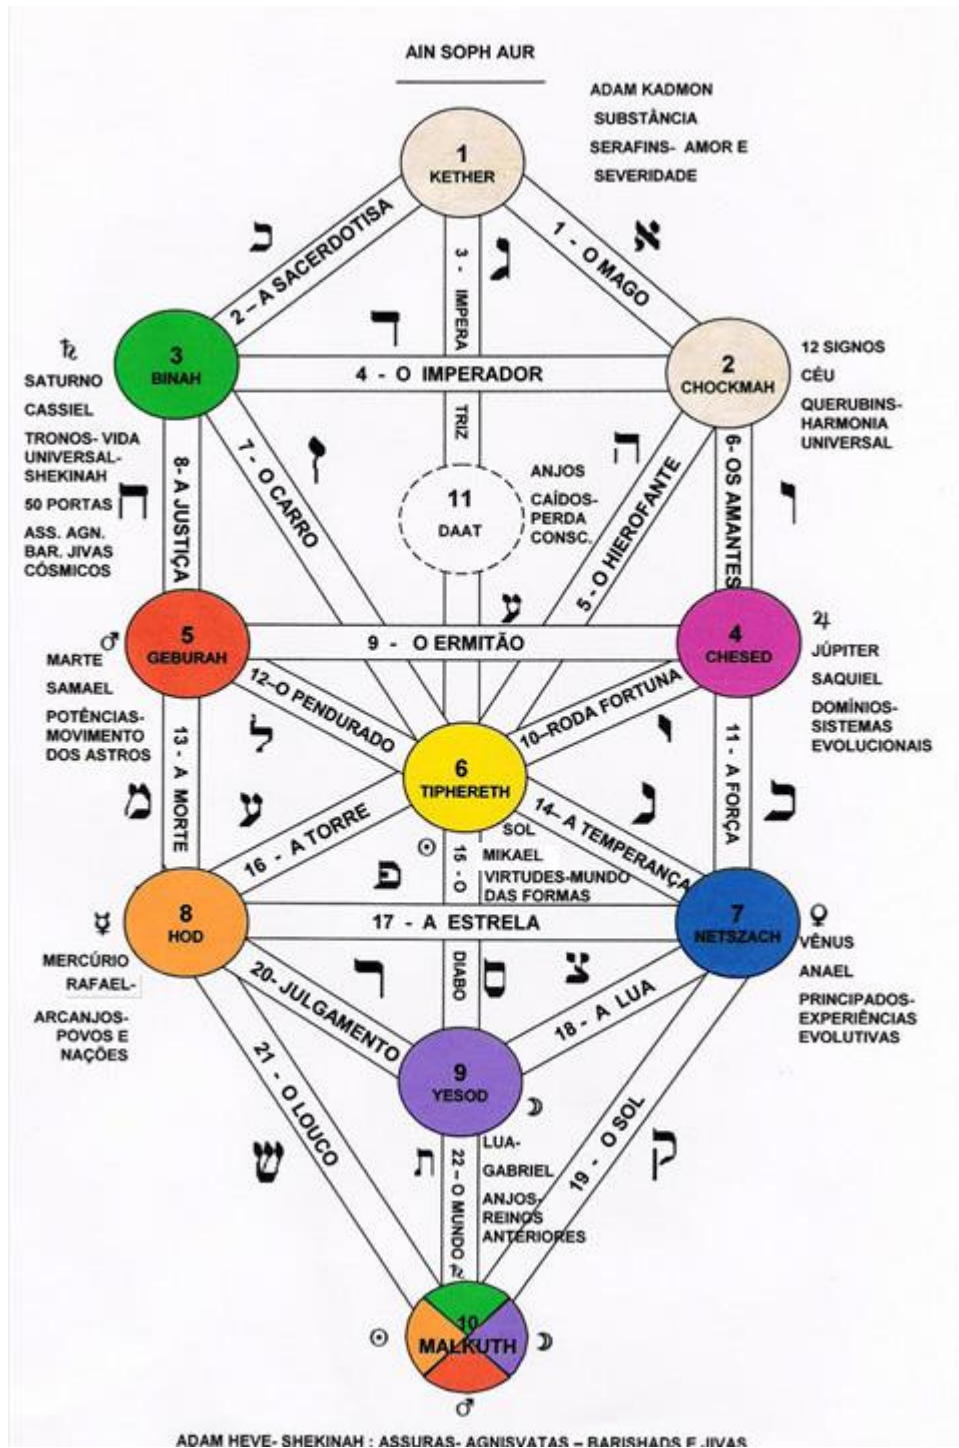 AIN SOPH AUR
ADAM KADMON
SUBSTÂNCIA
SERAFINS- AMOR E
SEVERIDADE
1
KETHER
ב
2 – A SACERDOTISA
3 - IMPERA
ג
1 - O MAGO
א
ד
♄
SATURNO
CASSIEL
TRONOS- VIDA
UNIVERSAL-
SHEKINAH
50 PORTAS
ASS. AGN.
BAR. JIVAS
CÓSMICOS
3
BINAH
4 - O IMPERADOR
2
CHOCKMAH
12 SIGNOS
CÉU
QUERUBINS-
HARMONIA
UNIVERSAL
TRIZ
ח
8- A JUSTIÇA
7 - O CARRO
11
DAAT
ANJOS
CAÍDOS-
PERDA
CONSC.
ה
5 - O HIEROFANTE
6- OS AMANTES
♂
MARTE
SAMAEL
POTÊNCIAS-
MOVIMENTO
DOS ASTROS
5
GEBURAH
9 - O ERMITÃO
4
CHESED
♃
JÚPITER
SAQUIEL
DOMÍNIOS-
SISTEMAS
EVOLUCIONAIS
12–O PENDURADO
10–RODA FORTUNA
13 - A MORTE
ל
6
TIPHERETH
11 - A FORÇA
מ
16 - A TORRE
14– A TEMPERANÇA
☉
SOL
MIKAEL
VIRTUDES-MUNDO
DAS FORMAS
15 - O
פ
☿
MERCÚRIO
RAFAEL-
ARCANJOS-
POVOS E
NAÇÕES
8
HOD
17 - A ESTRELA
7
NETSZACH
♀
VÊNUS
ANAEL
PRINCIPADOS-
EXPERIÊNCIAS
EVOLUTIVAS
DIABO
ס
צ
20- JULGAMENTO
18 - A LUA
9
YESOD
☽
LUA-
GABRIEL
ANJOS-
REINOS
ANTERIORES
21 - O LOUCO
ש
ת
22 – O MUNDO
♄
19 - O SOL
ק
☉
10
MALKUTH
☽
♂
ADAM HEVE- SHEKINAH : ASSURAS- AGNISVATAS – BARISHADS E JIVAS